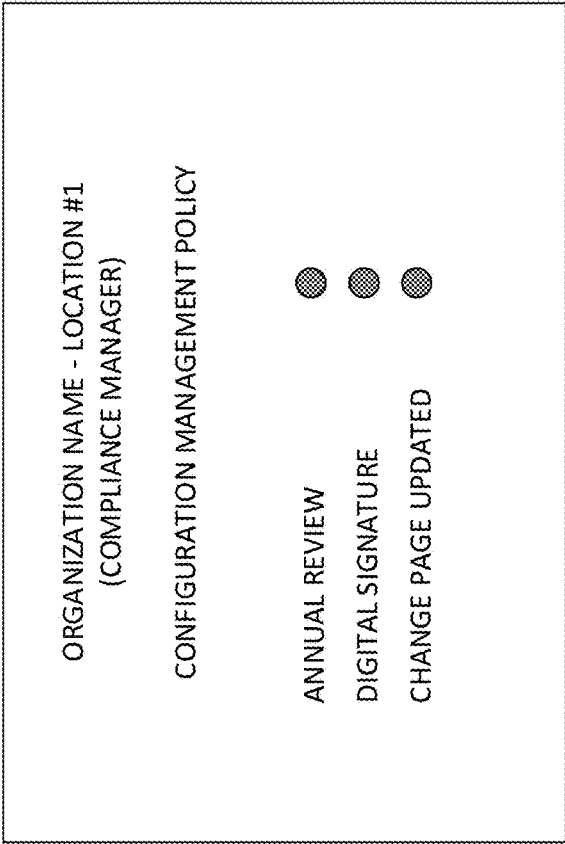 ORGANIZATION NAME - LOCATION #1
(COMPLIANCE MANAGER)
CONFIGURATION MANAGEMENT POLICY
ANNUAL REVIEW
DIGITAL SIGNATURE
CHANGE PAGE UPDATED